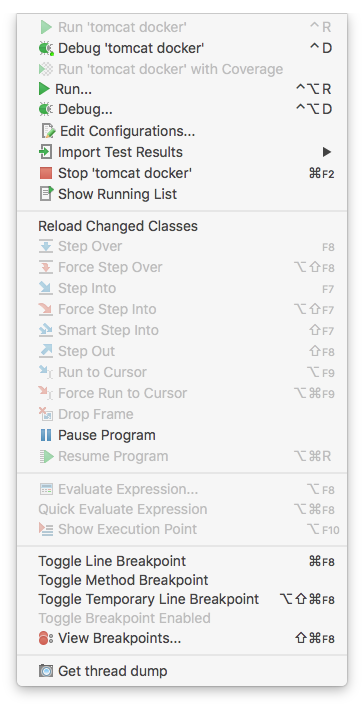 Run 'tomcat docker' ^R
Debug 'tomcat docker' ^D
Run 'tomcat docker' with Coverage
Run... ^⌥R
Debug... ^⌥D
Edit Configurations...
Import Test Results ▶
Stop 'tomcat docker' ⌘F2
Show Running List
Reload Changed Classes
Step Over F8
Force Step Over ⌥⇧F8
Step Into F7
Force Step Into ⌥⇧F7
Smart Step Into ⇧F7
Step Out ⇧F8
Run to Cursor ⌥F9
Force Run to Cursor ⌥⌘F9
Drop Frame
Pause Program
Resume Program ⌥⌘R
Evaluate Expression... ⌥F8
Quick Evaluate Expression ⌥⌘F8
Show Execution Point ⌥F10
Toggle Line Breakpoint ⌘F8
Toggle Method Breakpoint
Toggle Temporary Line Breakpoint ⌥⇧⌘F8
Toggle Breakpoint Enabled
View Breakpoints... ⇧⌘F8
Get thread dump